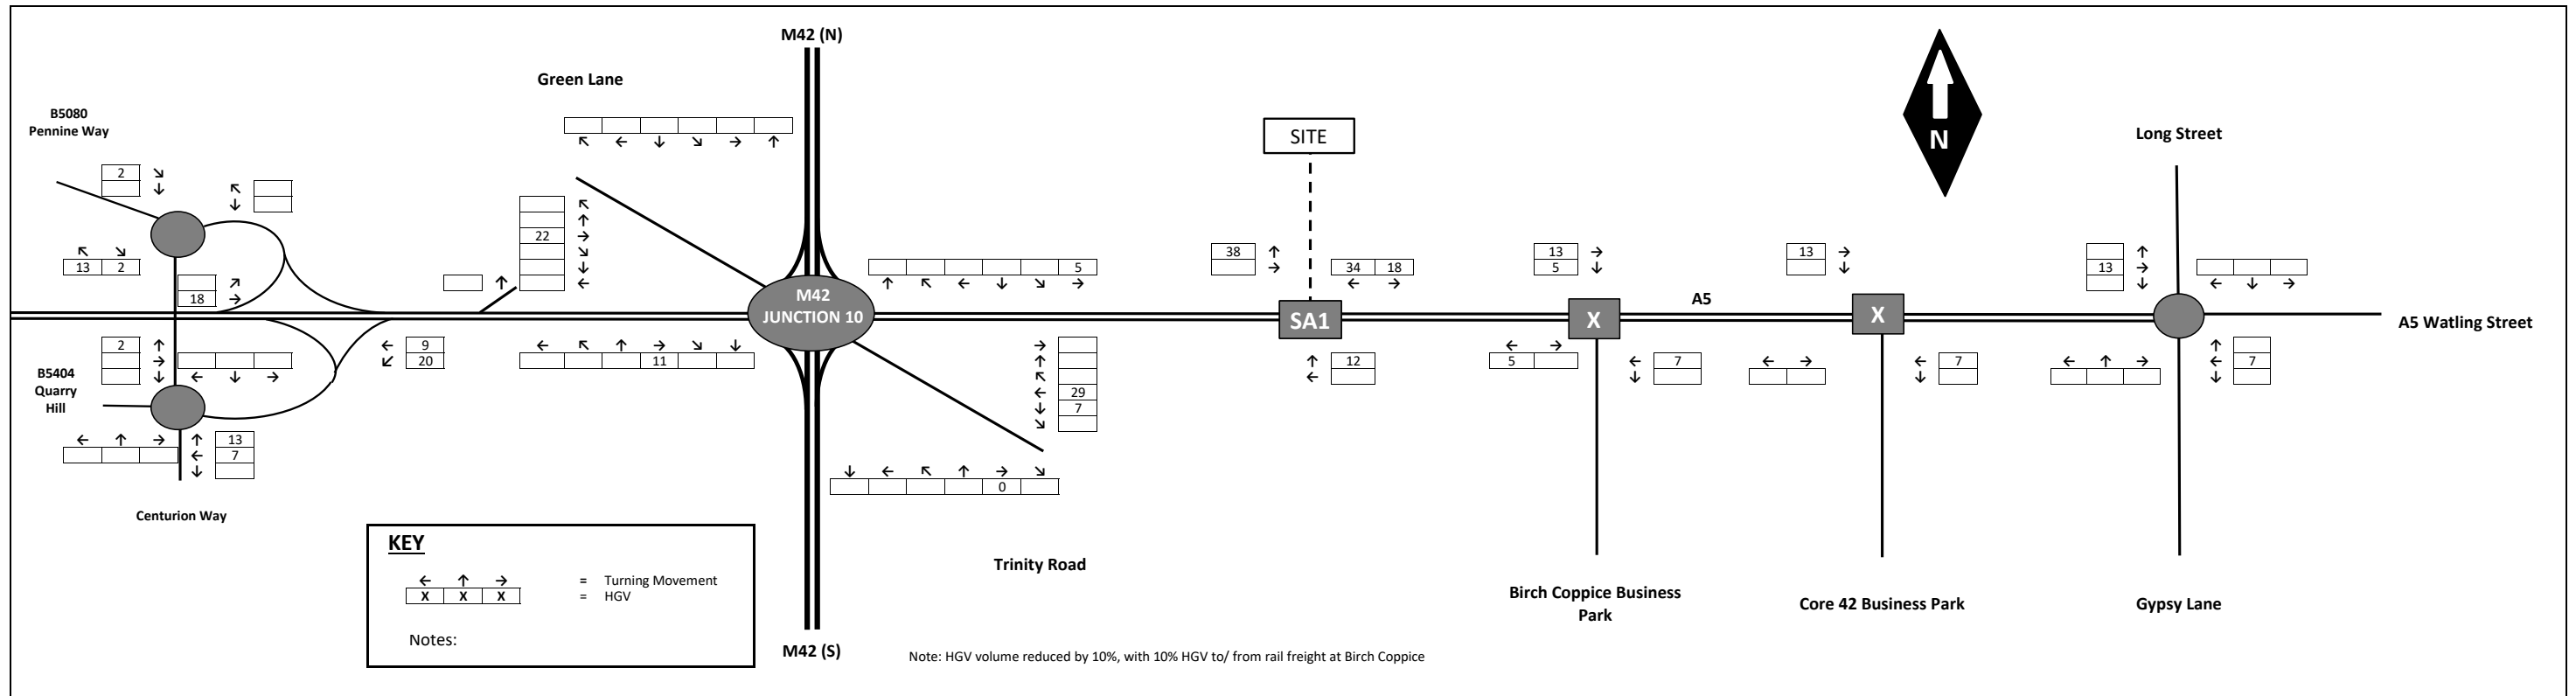 M42 (N)
Green Lane
B5080
Pennine Way
SITE
N
Long Street
2
22
13 2
18
5
38
34 18
13
5
13
13
M42
JUNCTION 10
SA1
X
A5
X
A5 Watling Street
2
9
20
11
12
5
7
7
7
B5404
Quarry
Hill
29
7
13
7
0
Centurion Way
KEY
= Turning Movement
X X X = HGV
Notes:
Trinity Road
Birch Coppice Business
Park
Core 42 Business Park
Gypsy Lane
M42 (S)
Note: HGV volume reduced by 10%, with 10% HGV to/ from rail freight at Birch Coppice